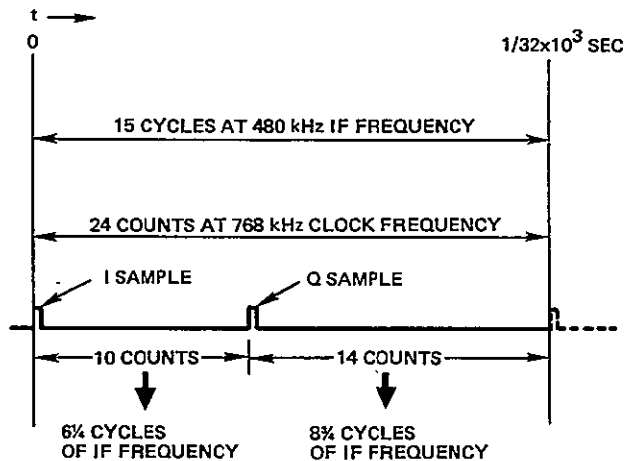 t
0
1/32x10³ SEC
15 CYCLES AT 480 kHz IF FREQUENCY
24 COUNTS AT 768 kHz CLOCK FREQUENCY
I SAMPLE
Q SAMPLE
10 COUNTS
14 COUNTS
6¼ CYCLES
OF IF FREQUENCY
8¾ CYCLES
OF IF FREQUENCY